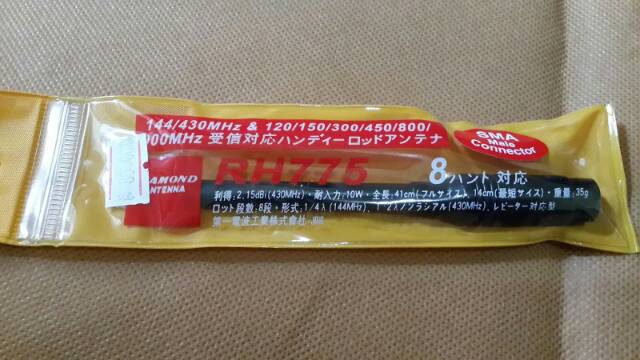 144/430MHz & 120/150/300/450/800/
900MHz 受信対応ハンディーロッドアンテナ
SMA
Male
Connector
RH775
8バンド対応
DIAMOND
ANTENNA
利得:2.15dBi(430MHz)・耐入力:10W・全長:41cm(フルサイズ)、14cm(最短サイズ)・重量:35g
ロッド段数:8段・形式:1/4λ(144MHz)、1/2λノンラジアル(430MHz)、レピーター対応型
第一電波工業株式会社